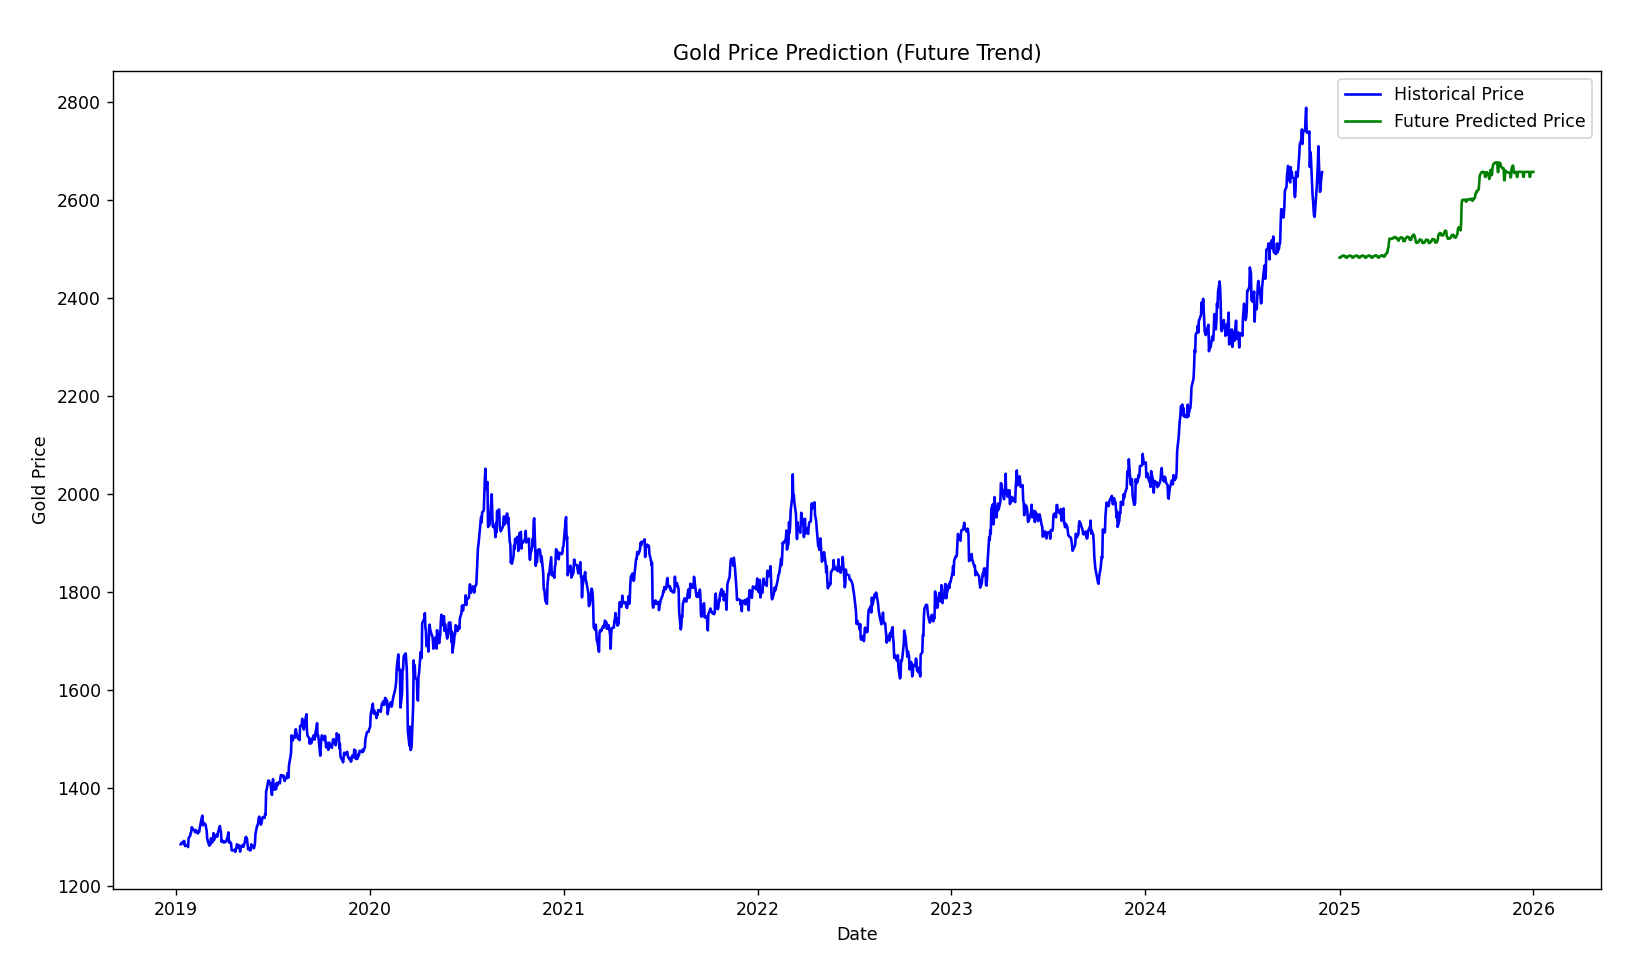 Gold Price Prediction (Future Trend)
Historical Price
Future Predicted Price
Gold Price
2800
2600
2400
2200
2000
1800
1600
1400
1200
2019 2020 2021 2022 2023 2024 2025 2026
Date